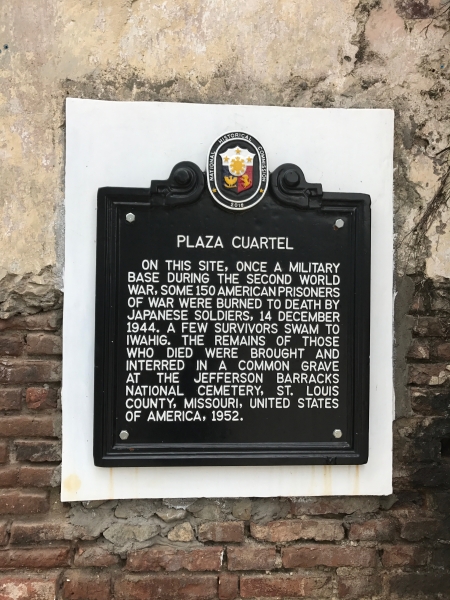 NATIONAL HISTORICAL COMMISSION
2018
PLAZA CUARTEL
ON THIS SITE, ONCE A MILITARY
BASE DURING THE SECOND WORLD
WAR, SOME 150 AMERICAN PRISONERS
OF WAR WERE BURNED TO DEATH BY
JAPANESE SOLDIERS, 14 DECEMBER
1944. A FEW SURVIVORS SWAM TO
IWAHIG. THE REMAINS OF THOSE
WHO DIED WERE BROUGHT AND
INTERRED IN A COMMON GRAVE
AT THE JEFFERSON BARRACKS
NATIONAL CEMETERY, ST. LOUIS
COUNTY, MISSOURI, UNITED STATES
OF AMERICA, 1952.